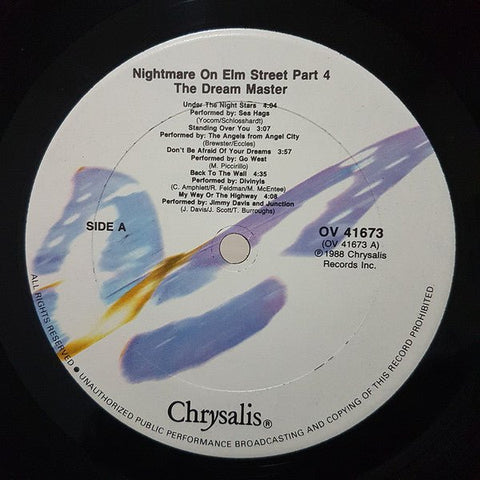 Nightmare On Elm Street Part 4
The Dream Master
Under The Night Stars 4:04
Performed by: Sea Hags
(Yocom/Schlosshardt)
Standing Over You 3:07
Performed by: The Angels from Angel City
(Brewster/Eccles)
Don't Be Afraid Of Your Dreams 3:57
Performed by: Go West
(M. Piccirillo)
Back To The Wall 4:35
Performed by: Divinyls
(C. Amphlett/R. Feldman/M. McEntee)
My Way Or The Highway 4:08
Performed by: Jimmy Davis and Junction
(J. Davis/J. Scott/T. Burroughs)
SIDE A
OV 41673
(OV 41673 A)
℗1988 Chrysalis
Records Inc.
Chrysalis®
ALL RIGHTS RESERVED ● UNAUTHORIZED PUBLIC PERFORMANCE BROADCASTING AND COPYING OF THIS RECORD PROHIBITED.